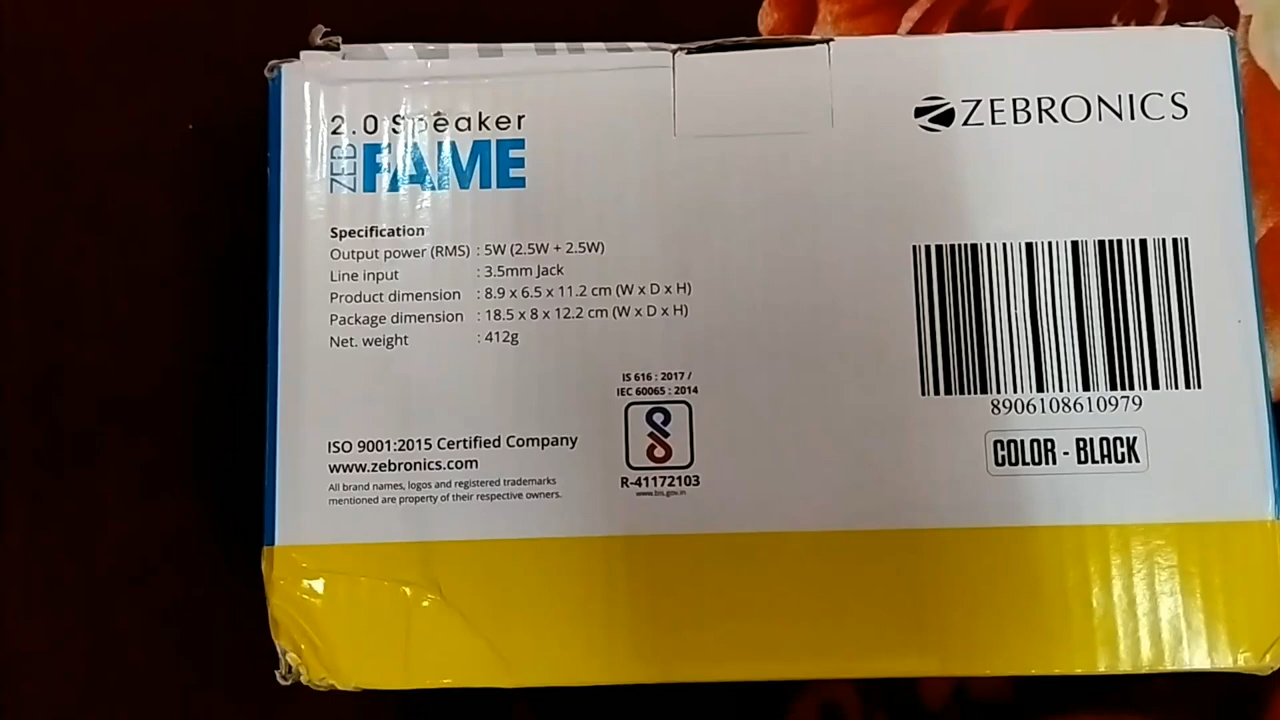 2.0 Speaker
ZEB FAME
ZEBRONICS
Specification
Output power (RMS) : 5W (2.5W + 2.5W)
Line input : 3.5mm Jack
Product dimension : 8.9 x 6.5 x 11.2 cm (W x D x H)
Package dimension : 18.5 x 8 x 12.2 cm (W x D x H)
Net. weight : 412g
IS 616 : 2017 /
IEC 60065 : 2014
R-41172103
www.bis.gov.in
ISO 9001:2015 Certified Company
www.zebronics.com
All brand names, logos and registered trademarks
mentioned are property of their respective owners.
8906108610979
COLOR - BLACK